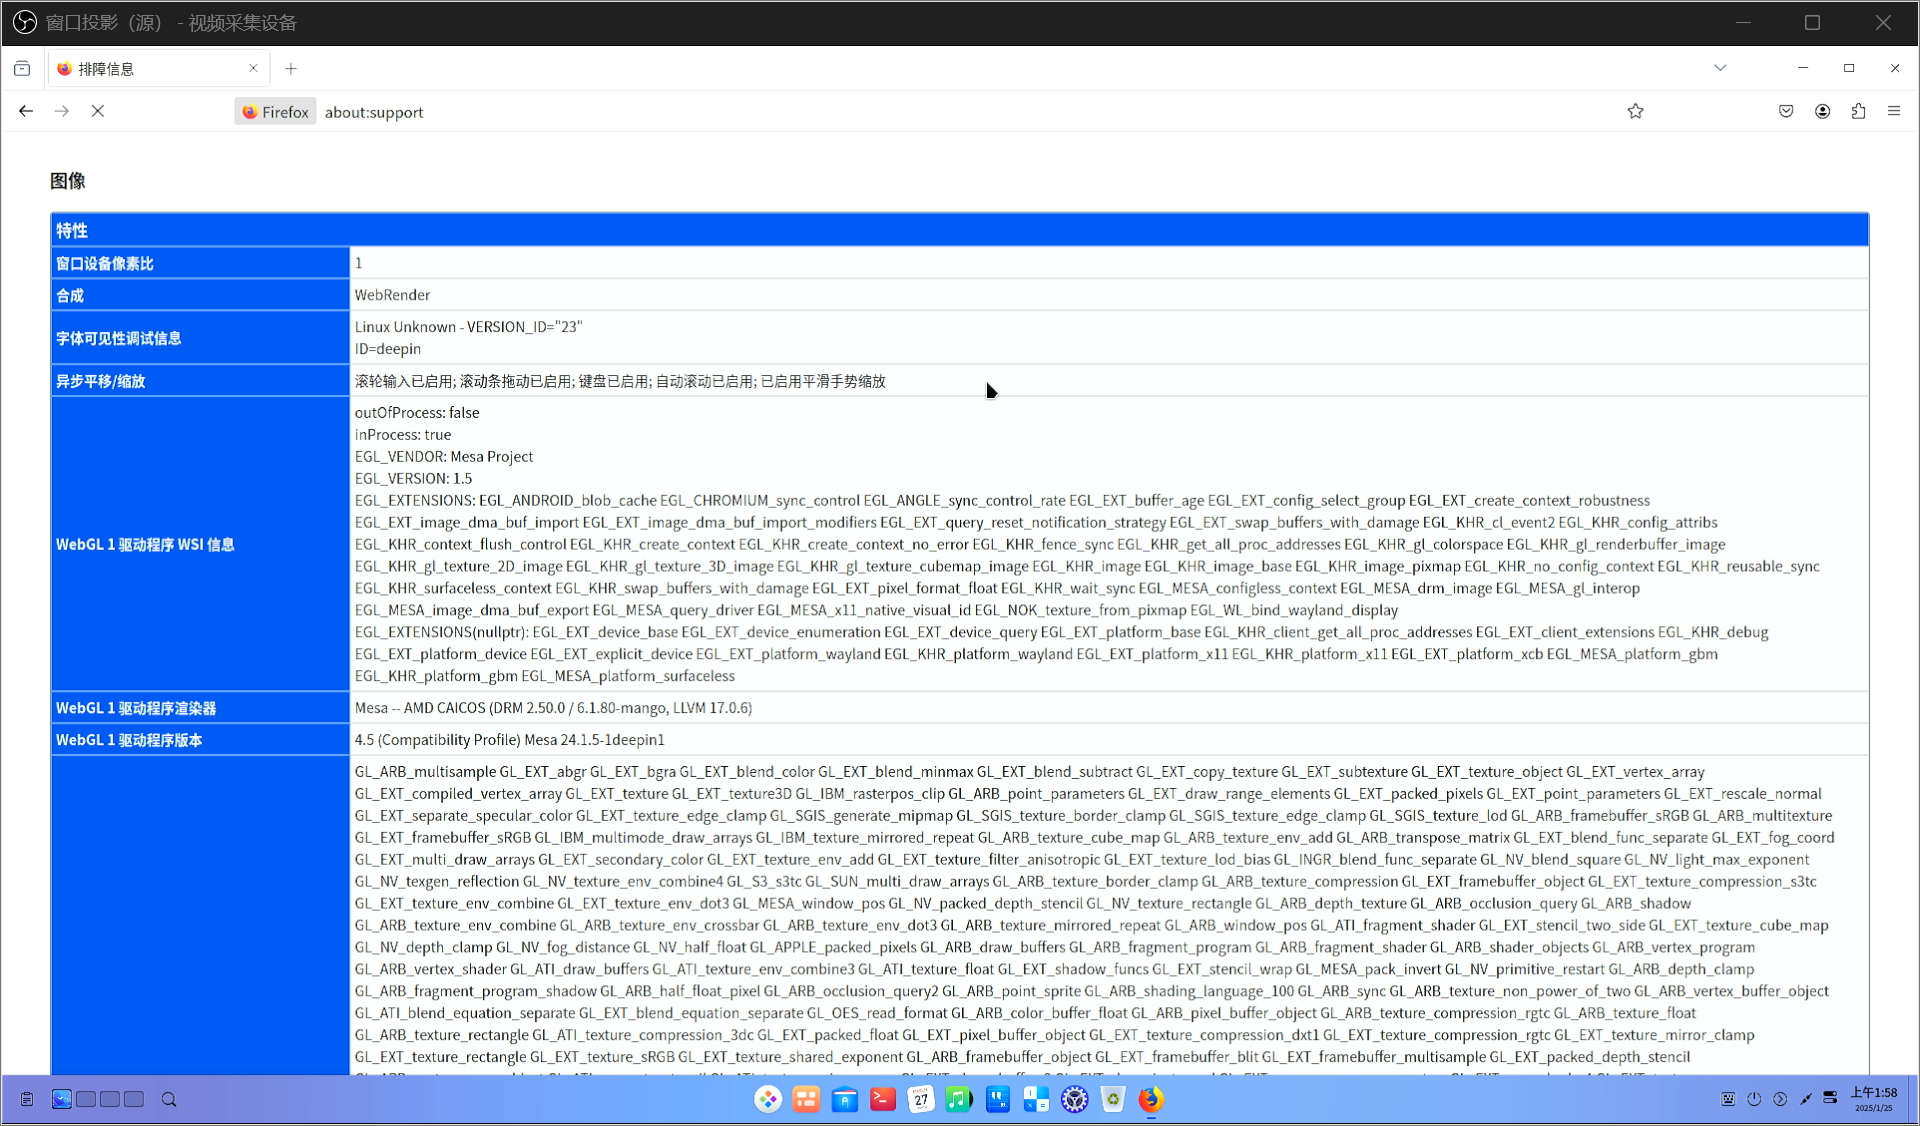 窗口投影（源） - 视频采集设备
排障信息
Firefox about:support
图像
特性
窗口设备像素比 1
合成 WebRender
字体可见性调试信息 Linux Unknown - VERSION_ID="23"
ID=deepin
异步平移/缩放 滚轮输入已启用; 滚动条拖动已启用; 键盘已启用; 自动滚动已启用; 已启用平滑手势缩放
WebGL 1 驱动程序 WSI 信息
outOfProcess: false
inProcess: true
EGL_VENDOR: Mesa Project
EGL_VERSION: 1.5
EGL_EXTENSIONS: EGL_ANDROID_blob_cache EGL_CHROMIUM_sync_control EGL_ANGLE_sync_control_rate EGL_EXT_buffer_age EGL_EXT_config_select_group EGL_EXT_create_context_robustness
EGL_EXT_image_dma_buf_import EGL_EXT_image_dma_buf_import_modifiers EGL_EXT_query_reset_notification_strategy EGL_EXT_swap_buffers_with_damage EGL_KHR_cl_event2 EGL_KHR_config_attribs
EGL_KHR_context_flush_control EGL_KHR_create_context EGL_KHR_create_context_no_error EGL_KHR_fence_sync EGL_KHR_get_all_proc_addresses EGL_KHR_gl_colorspace EGL_KHR_gl_renderbuffer_image
EGL_KHR_gl_texture_2D_image EGL_KHR_gl_texture_3D_image EGL_KHR_gl_texture_cubemap_image EGL_KHR_image EGL_KHR_image_base EGL_KHR_image_pixmap EGL_KHR_no_config_context EGL_KHR_reusable_sync
EGL_KHR_surfaceless_context EGL_KHR_swap_buffers_with_damage EGL_EXT_pixel_format_float EGL_KHR_wait_sync EGL_MESA_configless_context EGL_MESA_drm_image EGL_MESA_gl_interop
EGL_MESA_image_dma_buf_export EGL_MESA_query_driver EGL_MESA_x11_native_visual_id EGL_NOK_texture_from_pixmap EGL_WL_bind_wayland_display
EGL_EXTENSIONS(nullptr): EGL_EXT_device_base EGL_EXT_device_enumeration EGL_EXT_device_query EGL_EXT_platform_base EGL_KHR_client_get_all_proc_addresses EGL_EXT_client_extensions EGL_KHR_debug
EGL_EXT_platform_device EGL_EXT_explicit_device EGL_EXT_platform_wayland EGL_KHR_platform_wayland EGL_EXT_platform_x11 EGL_KHR_platform_x11 EGL_EXT_platform_xcb EGL_MESA_platform_gbm
EGL_KHR_platform_gbm EGL_MESA_platform_surfaceless
WebGL 1 驱动程序渲染器 Mesa -- AMD CAICOS (DRM 2.50.0 / 6.1.80-mango, LLVM 17.0.6)
WebGL 1 驱动程序版本 4.5 (Compatibility Profile) Mesa 24.1.5-1deepin1
GL_ARB_multisample GL_EXT_abgr GL_EXT_bgra GL_EXT_blend_color GL_EXT_blend_minmax GL_EXT_blend_subtract GL_EXT_copy_texture GL_EXT_subtexture GL_EXT_texture_object GL_EXT_vertex_array
GL_EXT_compiled_vertex_array GL_EXT_texture GL_EXT_texture3D GL_IBM_rasterpos_clip GL_ARB_point_parameters GL_EXT_draw_range_elements GL_EXT_packed_pixels GL_EXT_point_parameters GL_EXT_rescale_normal
GL_EXT_separate_specular_color GL_EXT_texture_edge_clamp GL_SGIS_generate_mipmap GL_SGIS_texture_border_clamp GL_SGIS_texture_edge_clamp GL_SGIS_texture_lod GL_ARB_framebuffer_sRGB GL_ARB_multitexture
GL_EXT_framebuffer_sRGB GL_IBM_multimode_draw_arrays GL_IBM_texture_mirrored_repeat GL_ARB_texture_cube_map GL_ARB_texture_env_add GL_ARB_transpose_matrix GL_EXT_blend_func_separate GL_EXT_fog_coord
GL_EXT_multi_draw_arrays GL_EXT_secondary_color GL_EXT_texture_env_add GL_EXT_texture_filter_anisotropic GL_EXT_texture_lod_bias GL_INGR_blend_func_separate GL_NV_blend_square GL_NV_light_max_exponent
GL_NV_texgen_reflection GL_NV_texture_env_combine4 GL_S3_s3tc GL_SUN_multi_draw_arrays GL_ARB_texture_border_clamp GL_ARB_texture_compression GL_EXT_framebuffer_object GL_EXT_texture_compression_s3tc
GL_EXT_texture_env_combine GL_EXT_texture_env_dot3 GL_MESA_window_pos GL_NV_packed_depth_stencil GL_NV_texture_rectangle GL_ARB_depth_texture GL_ARB_occlusion_query GL_ARB_shadow
GL_ARB_texture_env_combine GL_ARB_texture_env_crossbar GL_ARB_texture_env_dot3 GL_ARB_texture_mirrored_repeat GL_ARB_window_pos GL_ATI_fragment_shader GL_EXT_stencil_two_side GL_EXT_texture_cube_map
GL_NV_depth_clamp GL_NV_fog_distance GL_NV_half_float GL_APPLE_packed_pixels GL_ARB_draw_buffers GL_ARB_fragment_program GL_ARB_fragment_shader GL_ARB_shader_objects GL_ARB_vertex_program
GL_ARB_vertex_shader GL_ATI_draw_buffers GL_ATI_texture_env_combine3 GL_ATI_texture_float GL_EXT_shadow_funcs GL_EXT_stencil_wrap GL_MESA_pack_invert GL_NV_primitive_restart GL_ARB_depth_clamp
GL_ARB_fragment_program_shadow GL_ARB_half_float_pixel GL_ARB_occlusion_query2 GL_ARB_point_sprite GL_ARB_shading_language_100 GL_ARB_sync GL_ARB_texture_non_power_of_two GL_ARB_vertex_buffer_object
GL_ATI_blend_equation_separate GL_EXT_blend_equation_separate GL_OES_read_format GL_ARB_color_buffer_float GL_ARB_pixel_buffer_object GL_ARB_texture_compression_rgtc GL_ARB_texture_float
GL_ARB_texture_rectangle GL_ATI_texture_compression_3dc GL_EXT_packed_float GL_EXT_pixel_buffer_object GL_EXT_texture_compression_dxt1 GL_EXT_texture_compression_rgtc GL_EXT_texture_mirror_clamp
GL_EXT_texture_rectangle GL_EXT_texture_sRGB GL_EXT_texture_shared_exponent GL_ARB_framebuffer_object GL_EXT_framebuffer_blit GL_EXT_framebuffer_multisample GL_EXT_packed_depth_stencil
27
上午1:58
2025/1/25